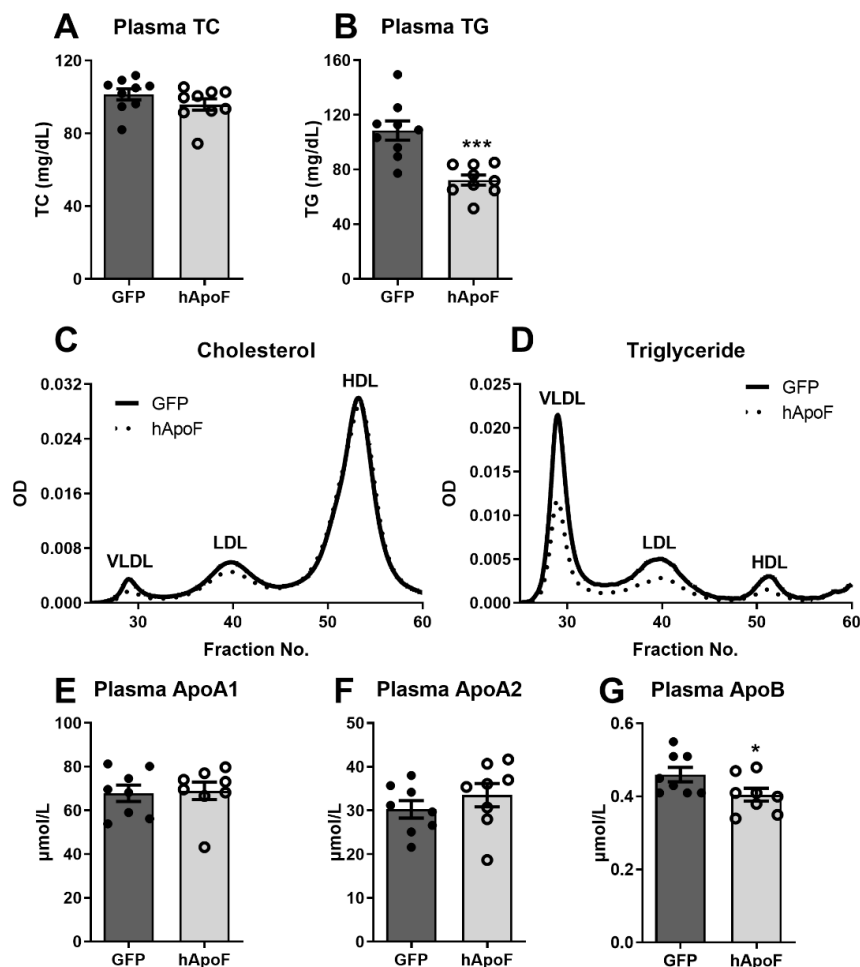 A Plasma TC
120
80
40
0
TC (mg/dL)
GFP hApoF
B Plasma TG
160
120
80
40
0
TG (mg/dL)
***
GFP hApoF
C Cholesterol
0.032
0.024
0.016
0.008
0.000
OD
GFP
hApoF
VLDL
LDL
HDL
30 40 50 60
Fraction No.
D Triglyceride
0.025
0.020
0.015
0.010
0.005
0.000
OD
GFP
hApoF
VLDL
LDL
HDL
30 40 50 60
Fraction No.
E Plasma ApoA1
100
80
60
40
20
0
µmol/L
GFP hApoF
F Plasma ApoA2
50
40
30
20
10
0
µmol/L
GFP hApoF
G Plasma ApoB
0.6
0.4
0.2
0.0
µmol/L
*
GFP hApoF